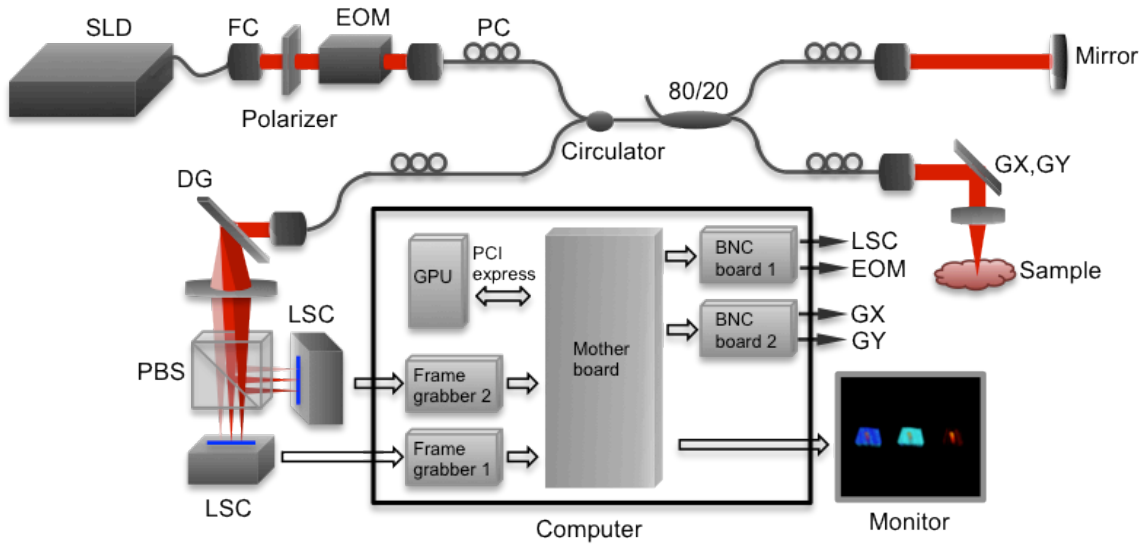 SLD
FC
EOM
PC
Polarizer
80/20
Mirror
Circulator
GX,GY
DG
Sample
LSC
PBS
LSC
GPU
PCI
express
Mother
board
BNC
board 1
LSC
EOM
BNC
board 2
GX
GY
Frame
grabber 2
Frame
grabber 1
Computer
Monitor